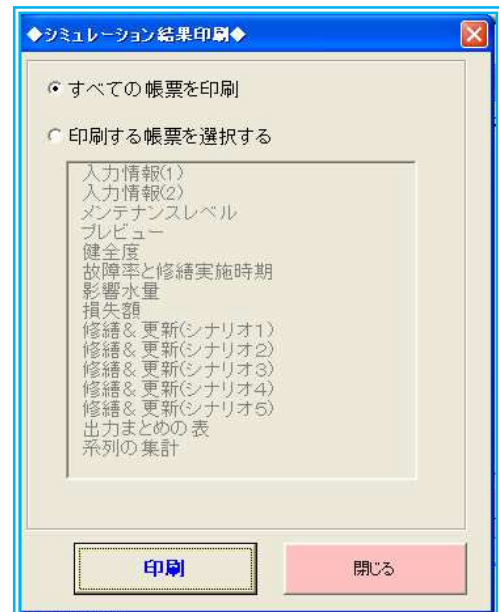 ◆シミュレーション結果印刷◆
すべての帳票を印刷
印刷する帳票を選択する
入力情報(1)
入力情報(2)
メンテナンスレベル
プレビュー
健全度
故障率と修繕実施時期
影響水量
損失額
修繕&更新(シナリオ1)
修繕&更新(シナリオ2)
修繕&更新(シナリオ3)
修繕&更新(シナリオ4)
修繕&更新(シナリオ5)
出力まとめの表
系列の集計
印刷
閉じる